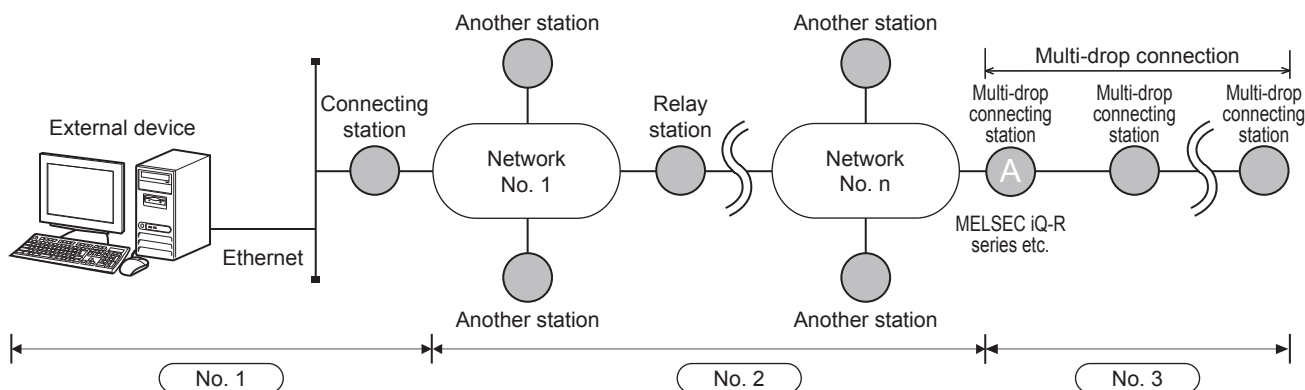 Another station
Another station
Multi-drop connection
Connecting
station
Relay
station
Multi-drop
connecting
station
Multi-drop
connecting
station
Multi-drop
connecting
station
External device
Network
No. 1
Network
No. n
A
MELSEC iQ-R
series etc.
Ethernet
Another station
Another station
No. 1
No. 2
No. 3